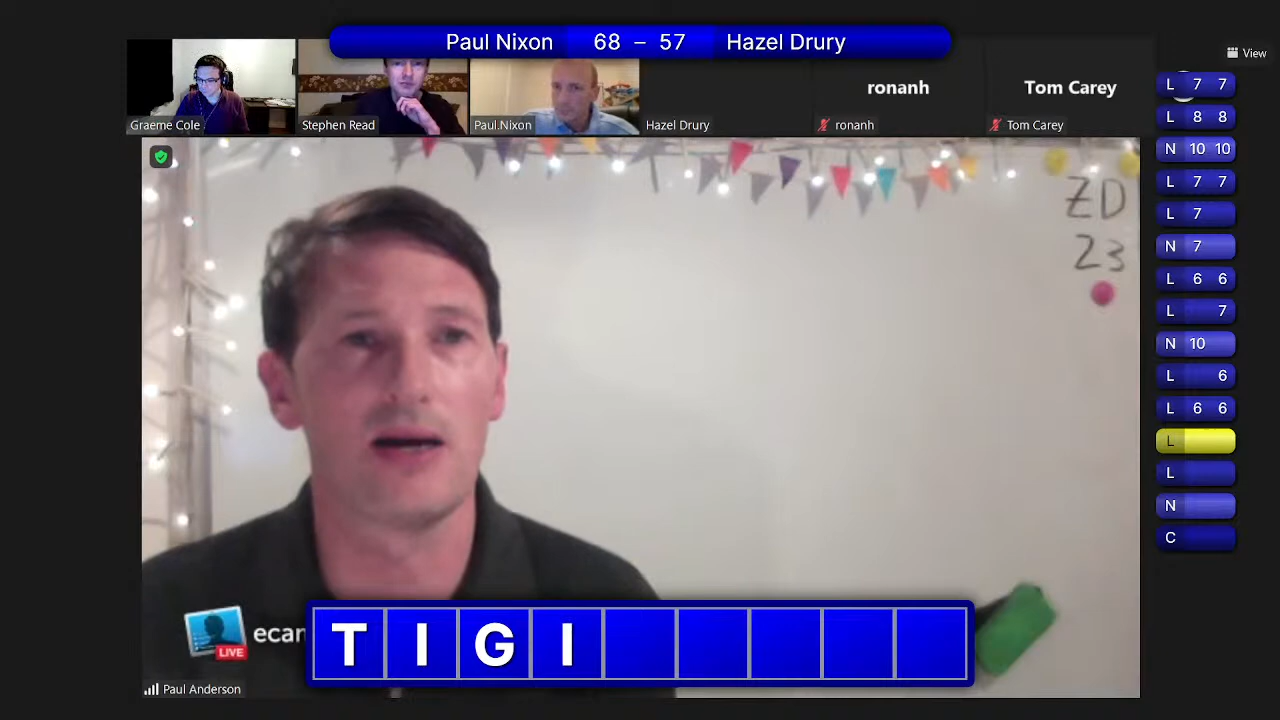 Paul Nixon 68 – 57 Hazel Drury
View
Graeme Cole
Stephen Read
Paul.Nixon
Hazel Drury
ronanh
ronanh
Tom Carey
Tom Carey
L 7 7
L 8 8
N 10 10
L 7 7
L 7
N 7
L 6 6
L 7
N 10
L 6
L 6 6
L
L
N
C
ZD
23
LIVE
ecam
T I G I
Paul Anderson